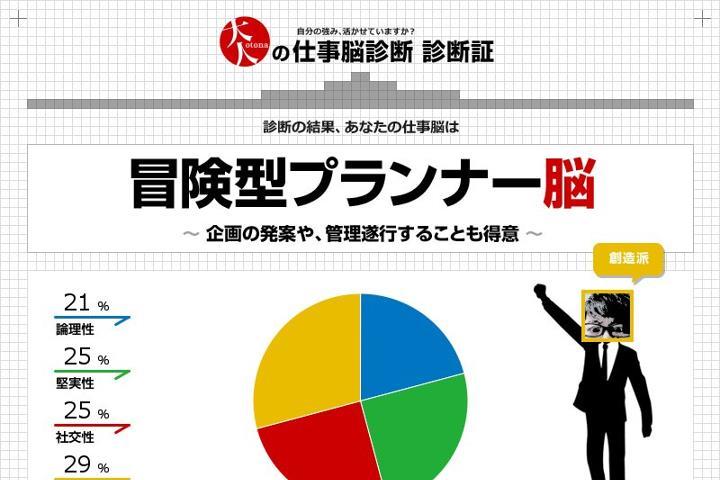 自分の強み、活かせていますか?
大人 otona の仕事脳診断 診断証
診断の結果、あなたの仕事脳は
冒険型プランナー脳
～ 企画の発案や、管理遂行することも得意 ～
創造派
21 %
論理性
25 %
堅実性
25 %
社交性
29 %